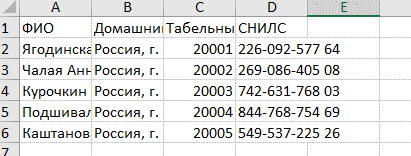 A B C D E
1 ФИО Домашни Табельны СНИЛС
2 Ягодинска Россия, г. 20001 226-092-577 64
3 Чалая Анн Россия, г. 20002 269-086-405 08
4 Курочкин Россия, г. 20003 742-631-768 03
5 Подшивал Россия, г. 20004 844-768-754 69
6 Каштанов Россия, г. 20005 549-537-225 26
7